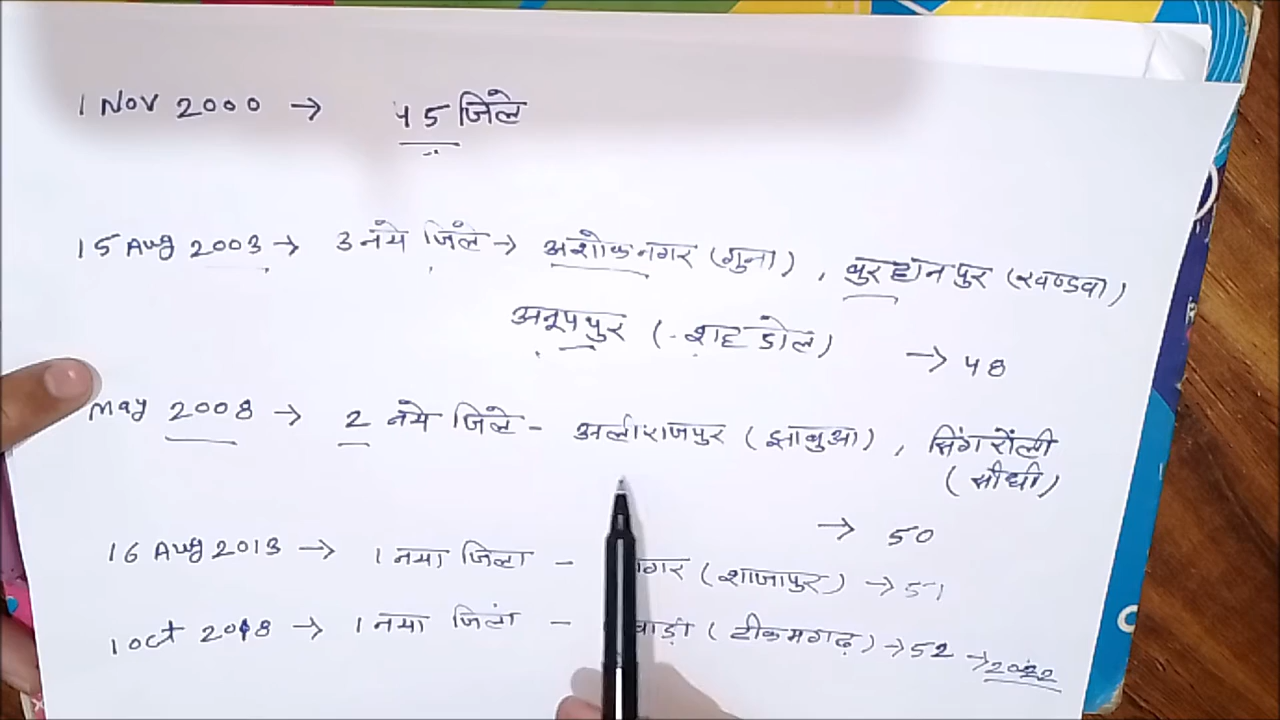 1 Nov 2000 → 45 जिले
15 Aug 2003 → 3 नये जिले → अशोकनगर (गुना) , बुरहानपुर (खण्डवा)
अनूपपुर (शहडोल) → 48
May 2008 → 2 नये जिले - अलीराजपुर (झाबुआ) , सिंगरौली
(सीधी)
→ 50
16 Aug 2013 → 1 नया जिला - गर (शाजापुर) → 51
1 Oct 2018 → 1 नया जिला - वाड़ी (टीकमगढ़) → 52 → 2022